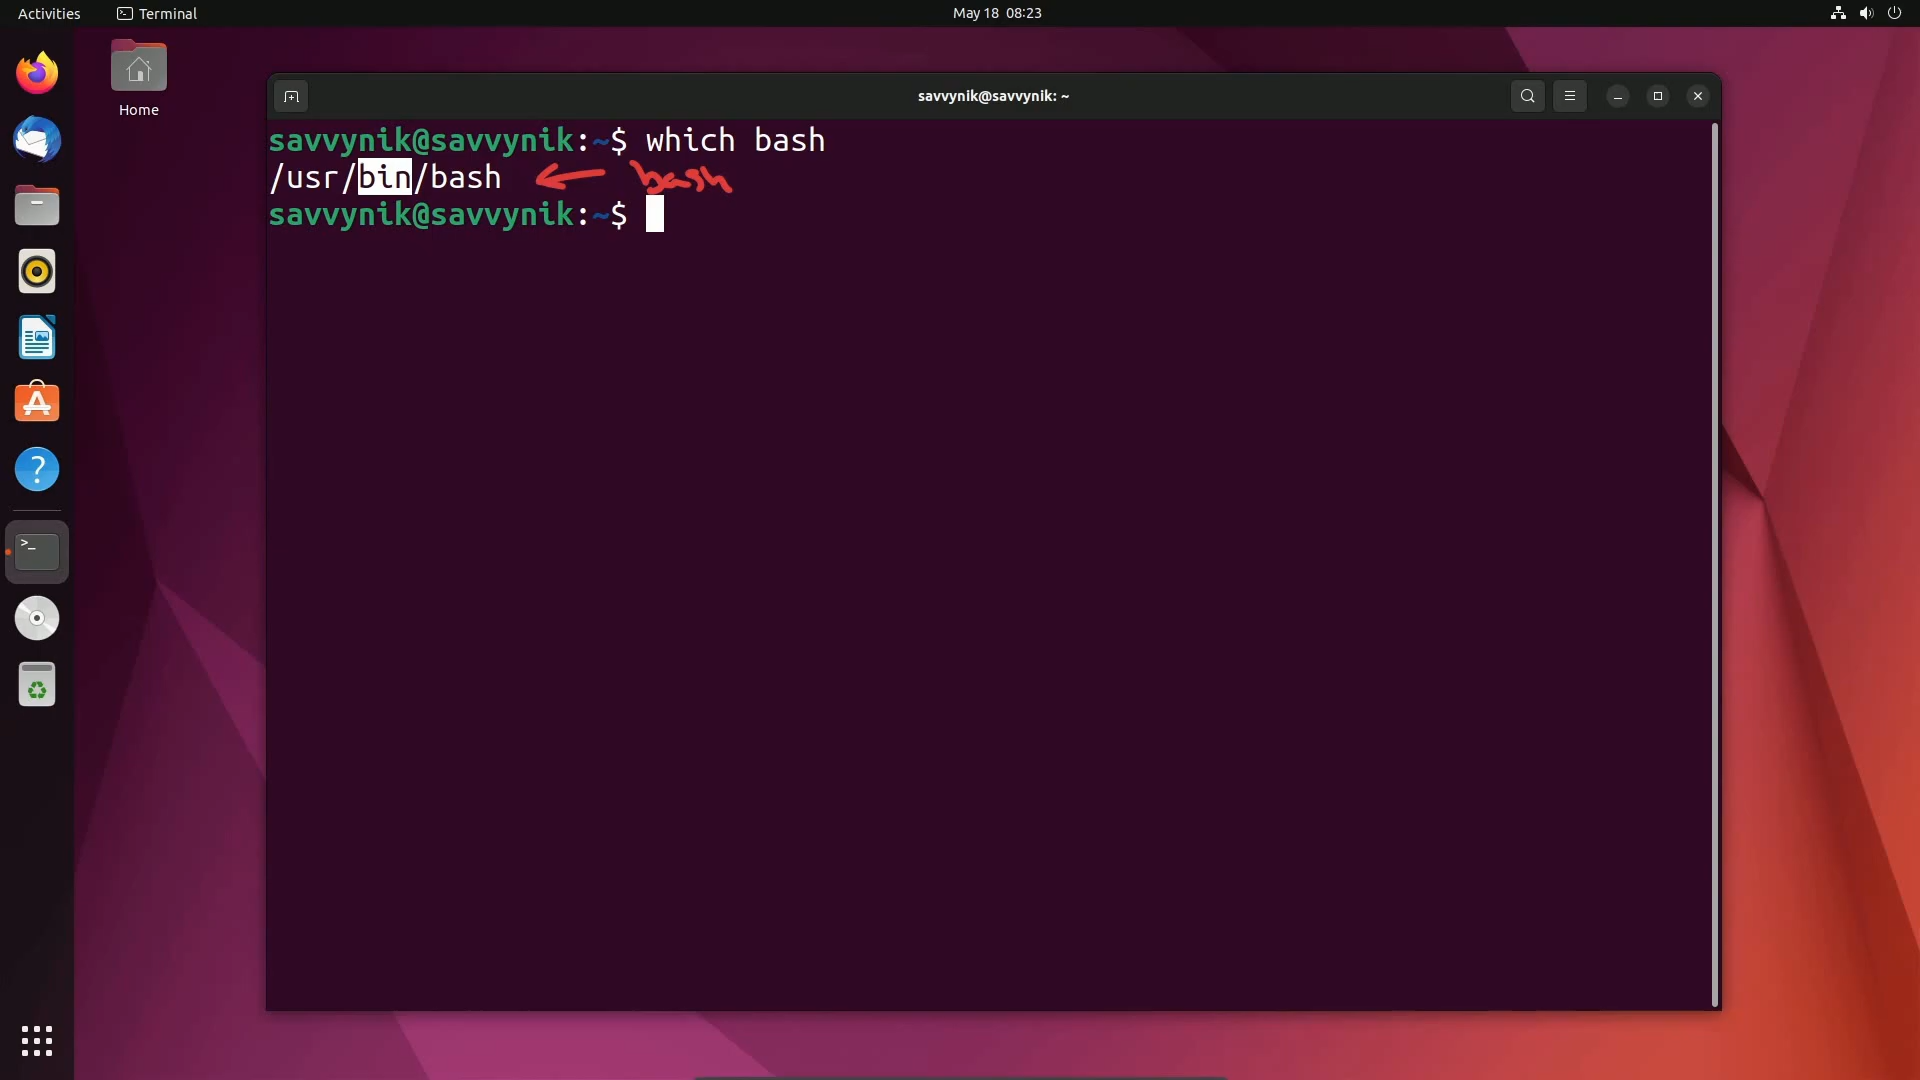 Activities Terminal May 18 08:23
Home
savvynik@savvynik: ~
savvynik@savvynik:~$ which bash
/usr/bin/bash bash
savvynik@savvynik:~$